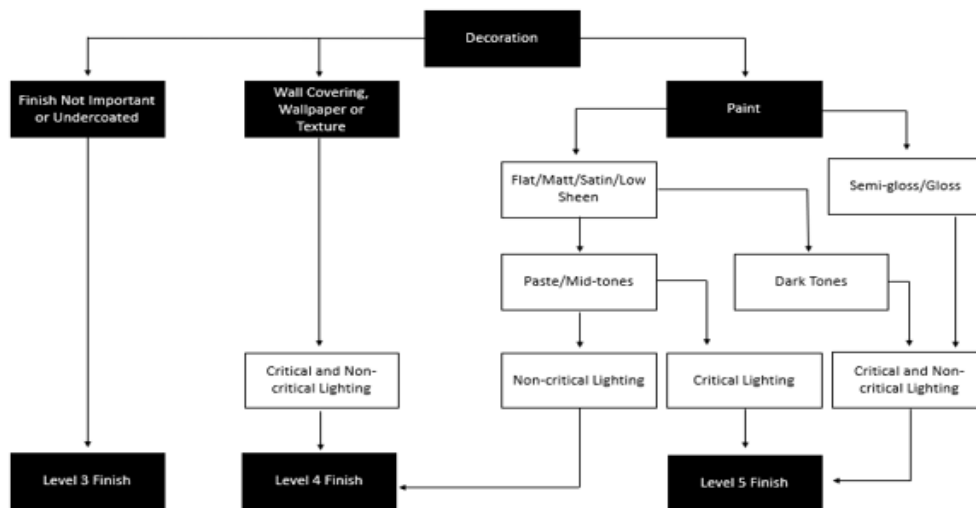 Decoration
Finish Not Important
or Undercoated
Wall Covering,
Wallpaper or
Texture
Paint
Flat/Matt/Satin/Low
Sheen
Semi-gloss/Gloss
Paste/Mid-tones
Dark Tones
Critical and Non-
critical Lighting
Non-critical Lighting
Critical Lighting
Critical and Non-
critical Lighting
Level 3 Finish
Level 4 Finish
Level 5 Finish